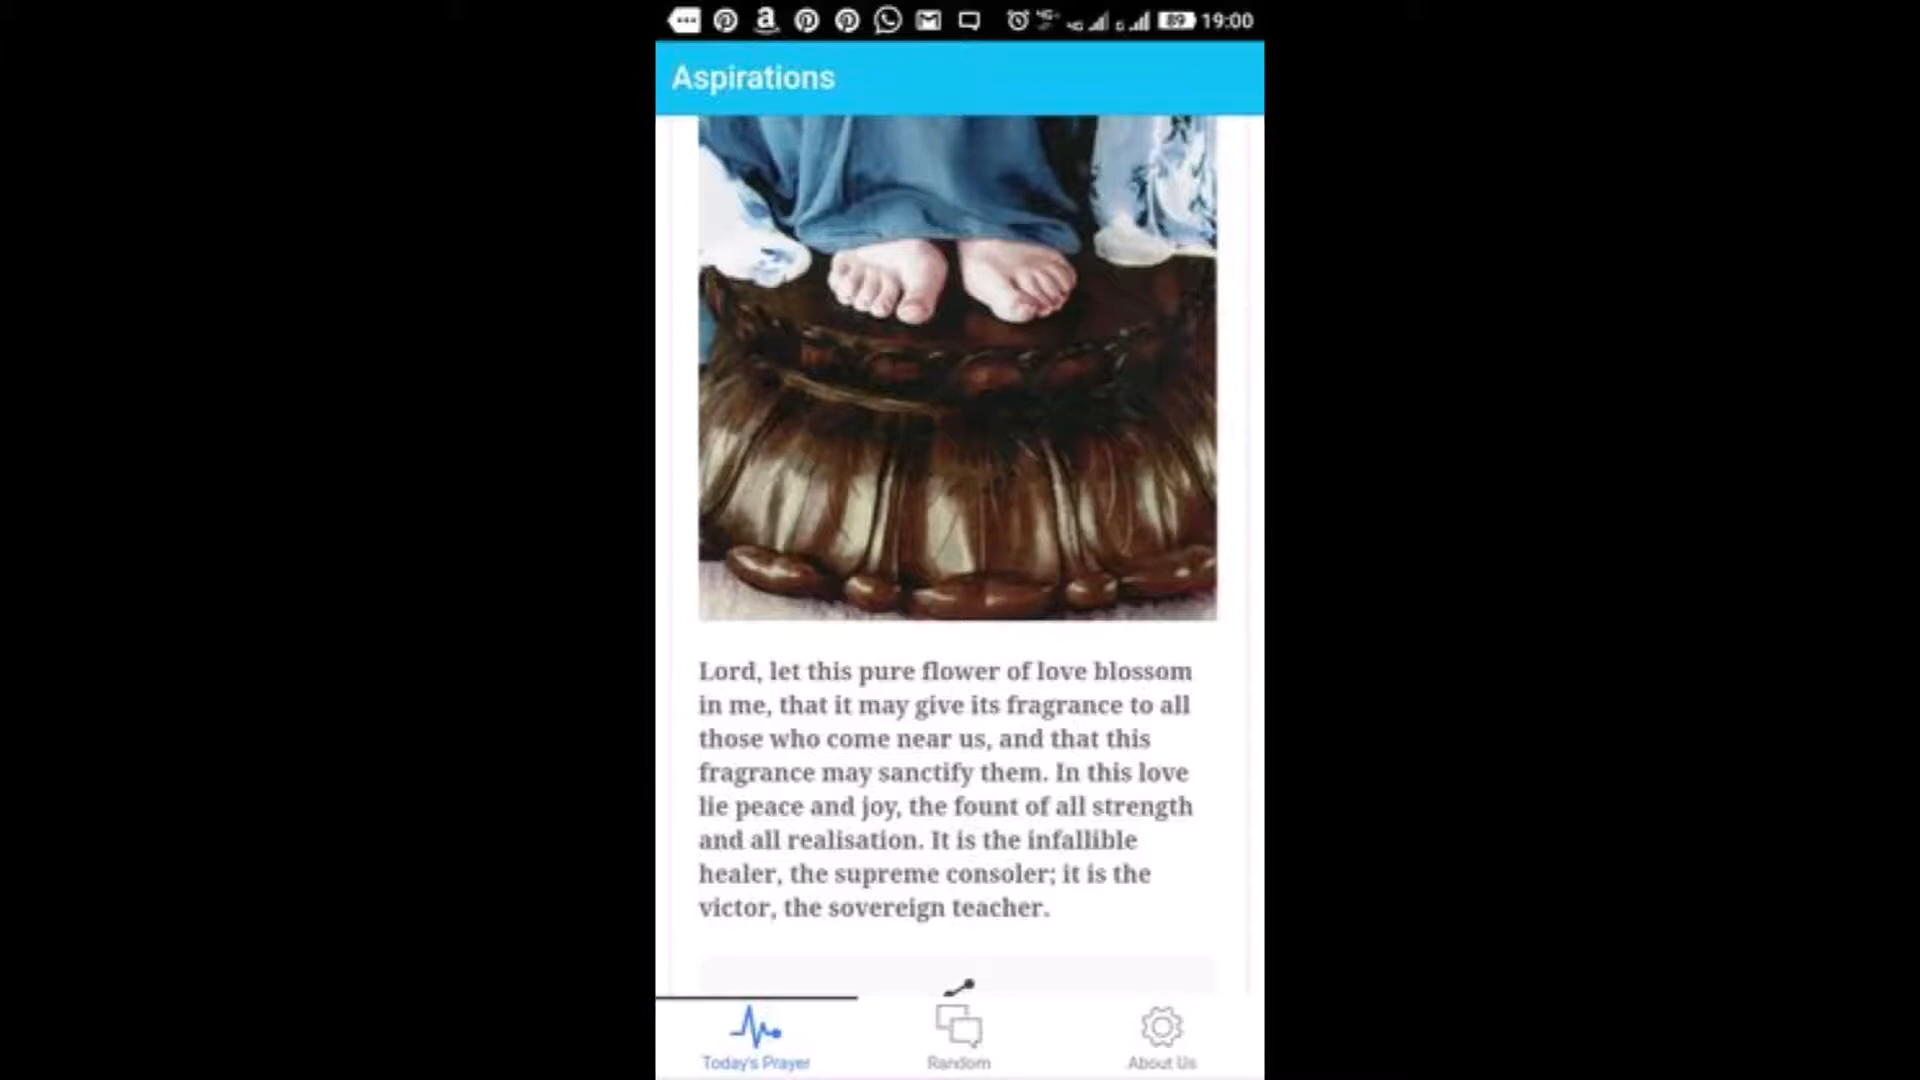 89 19:00
Aspirations
Lord, let this pure flower of love blossom
in me, that it may give its fragrance to all
those who come near us, and that this
fragrance may sanctify them. In this love
lie peace and joy, the fount of all strength
and all realisation. It is the infallible
healer, the supreme consoler; it is the
victor, the sovereign teacher.
Today's Prayer
Random
About Us